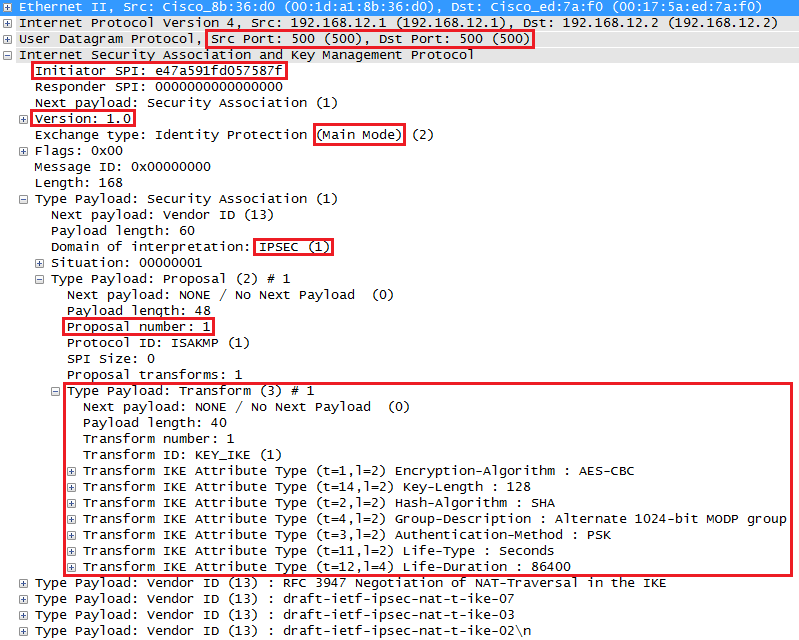 Ethernet II, Src: Cisco_8b:36:d0 (00:1d:a1:8b:36:d0), Dst: Cisco_ed:7a:f0 (00:17:5a:ed:7a:f0)
Internet Protocol Version 4, Src: 192.168.12.1 (192.168.12.1), Dst: 192.168.12.2 (192.168.12.2)
User Datagram Protocol, Src Port: 500 (500), Dst Port: 500 (500)
Internet Security Association and Key Management Protocol
Initiator SPI: e47a591fd057587f
Responder SPI: 0000000000000000
Next payload: Security Association (1)
Version: 1.0
Exchange type: Identity Protection (Main Mode) (2)
Flags: 0x00
Message ID: 0x00000000
Length: 168
Type Payload: Security Association (1)
Next payload: Vendor ID (13)
Payload length: 60
Domain of interpretation: IPSEC (1)
Situation: 00000001
Type Payload: Proposal (2) # 1
Next payload: NONE / No Next Payload (0)
Payload length: 48
Proposal number: 1
Protocol ID: ISAKMP (1)
SPI Size: 0
Proposal transforms: 1
Type Payload: Transform (3) # 1
Next payload: NONE / No Next Payload (0)
Payload length: 40
Transform number: 1
Transform ID: KEY_IKE (1)
Transform IKE Attribute Type (t=1,l=2) Encryption-Algorithm : AES-CBC
Transform IKE Attribute Type (t=14,l=2) Key-Length : 128
Transform IKE Attribute Type (t=2,l=2) Hash-Algorithm : SHA
Transform IKE Attribute Type (t=4,l=2) Group-Description : Alternate 1024-bit MODP group
Transform IKE Attribute Type (t=3,l=2) Authentication-Method : PSK
Transform IKE Attribute Type (t=11,l=2) Life-Type : Seconds
Transform IKE Attribute Type (t=12,l=4) Life-Duration : 86400
Type Payload: Vendor ID (13) : RFC 3947 Negotiation of NAT-Traversal in the IKE
Type Payload: Vendor ID (13) : draft-ietf-ipsec-nat-t-ike-07
Type Payload: Vendor ID (13) : draft-ietf-ipsec-nat-t-ike-03
Type Payload: Vendor ID (13) : draft-ietf-ipsec-nat-t-ike-02\n